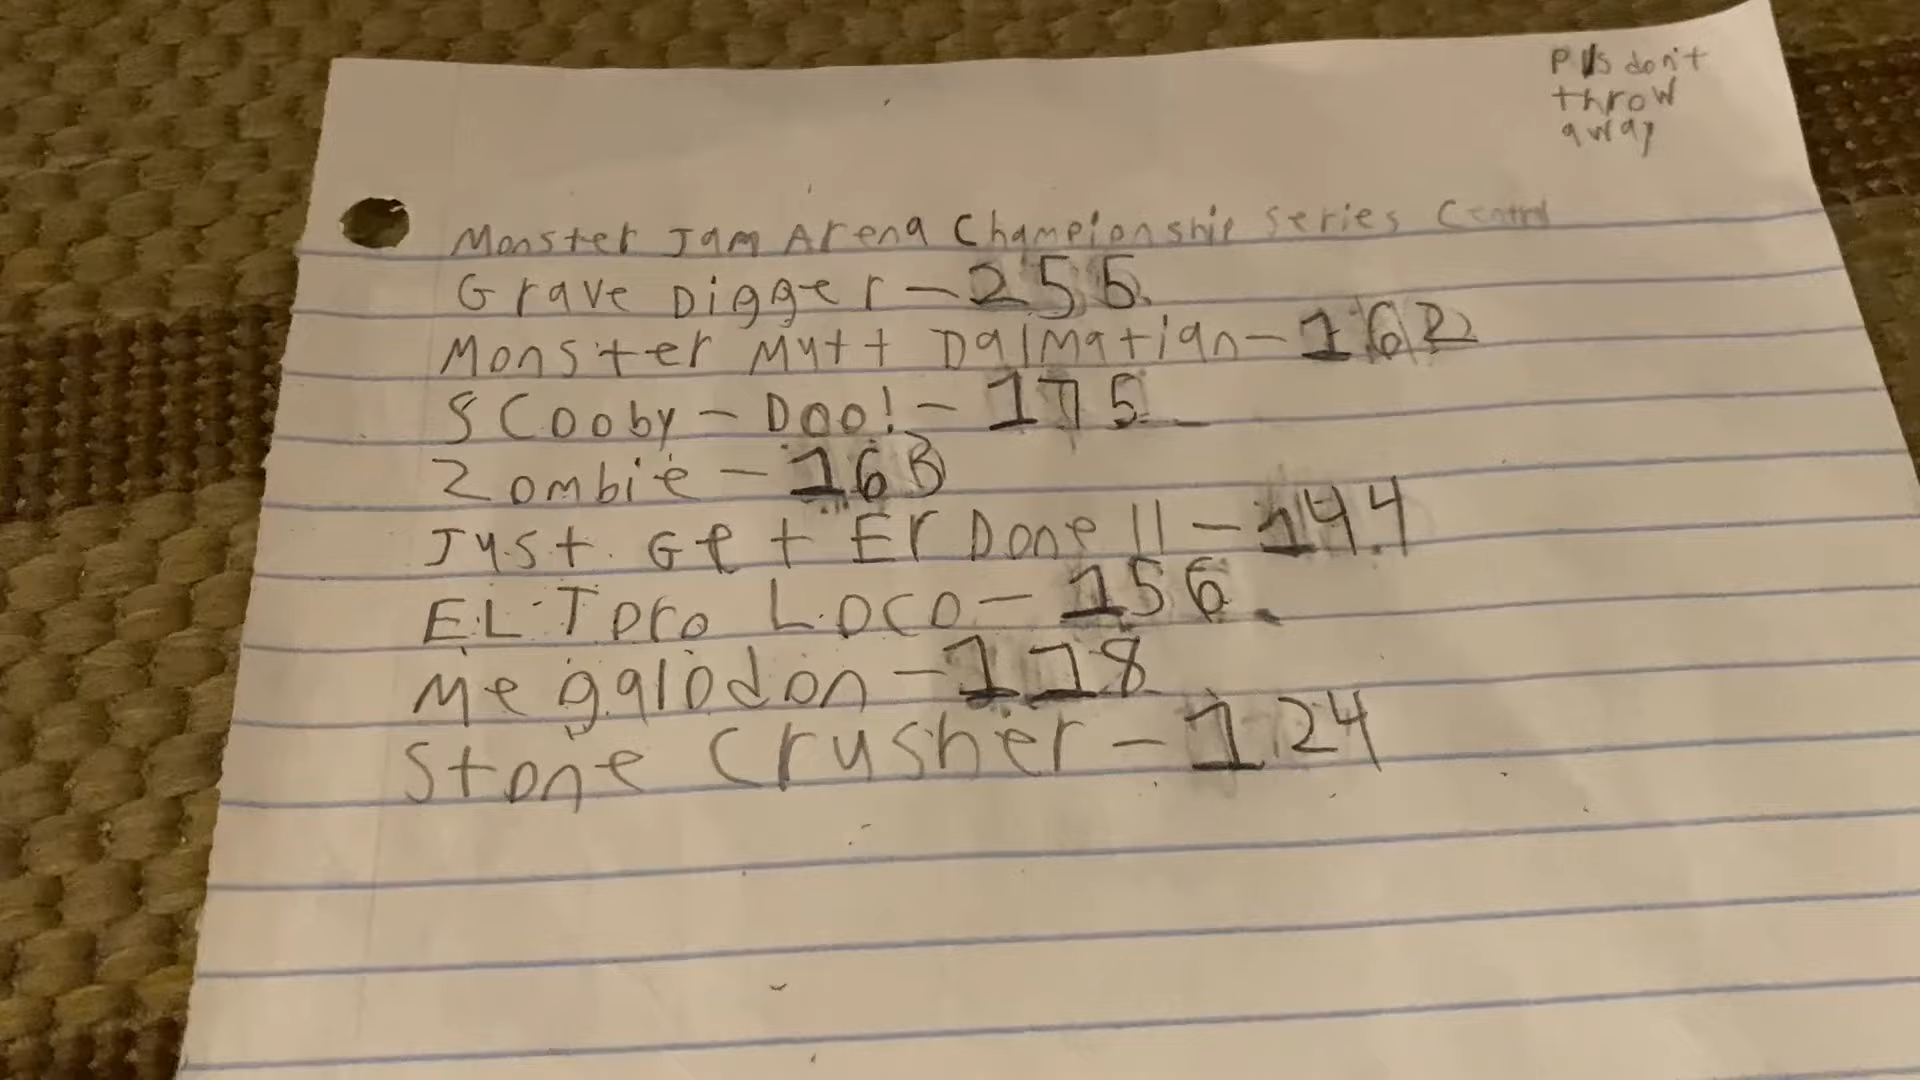 Pls don't
throw
away
Monster Jam Arena Championship Series Central
Grave Digger - 255
Monster Mutt Dalmatian - 162
Scooby-Doo! - 175
Zombie - 163
Just Get Er Done !! - 144
EL Toro Loco - 156
Megalodon - 118
Stone Crusher - 124